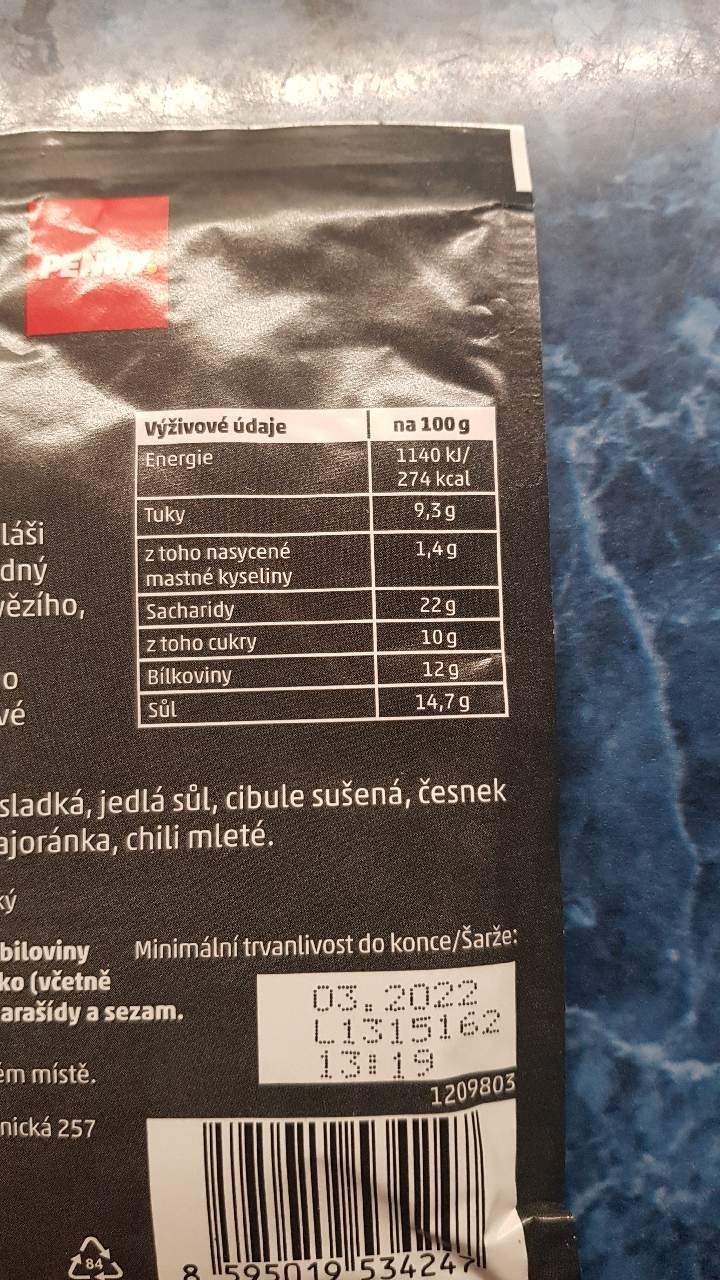 PENNY.
Výživové údaje na 100 g
Energie 1140 kJ/
274 kcal
Tuky 9,3 g
z toho nasycené 1,4 g
mastné kyseliny
Sacharidy 22 g
z toho cukry 10 g
Bílkoviny 12 g
Sůl 14,7 g
láši
dný
vězího,
o
vé
sladká, jedlá sůl, cibule sušená, česnek
ajoránka, chili mleté.
ký
biloviny
ko (včetně
arašídy a sezam.
ém místě.
nická 257
Minimální trvanlivost do konce/Šarže:
03.2022
L1315162
13:19
1209803
84
8 595019 534247